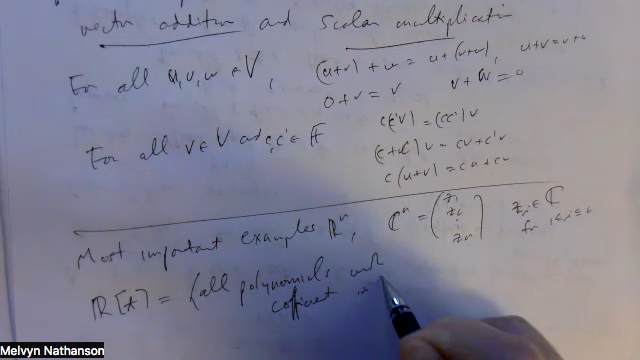 vector addition and scalar multiplication
For all u, v, w ∈ V, (u+v) + w = u + (v+w), u+v = v+u
0 + v = v v + w = 0
For all v ∈ V and c, c' ∈ F c(c'v) = (cc')v
(c+c')v = cv + c'v
c(u+v) = cu + cv
Most important examples ℝⁿ, ℂⁿ = (z₁ z₂ ⋮ zₙ) zᵢ ∈ ℂ
for 1≤i≤n
ℝ[t] = {all polynomials with
coefficient in
Melvyn Nathanson